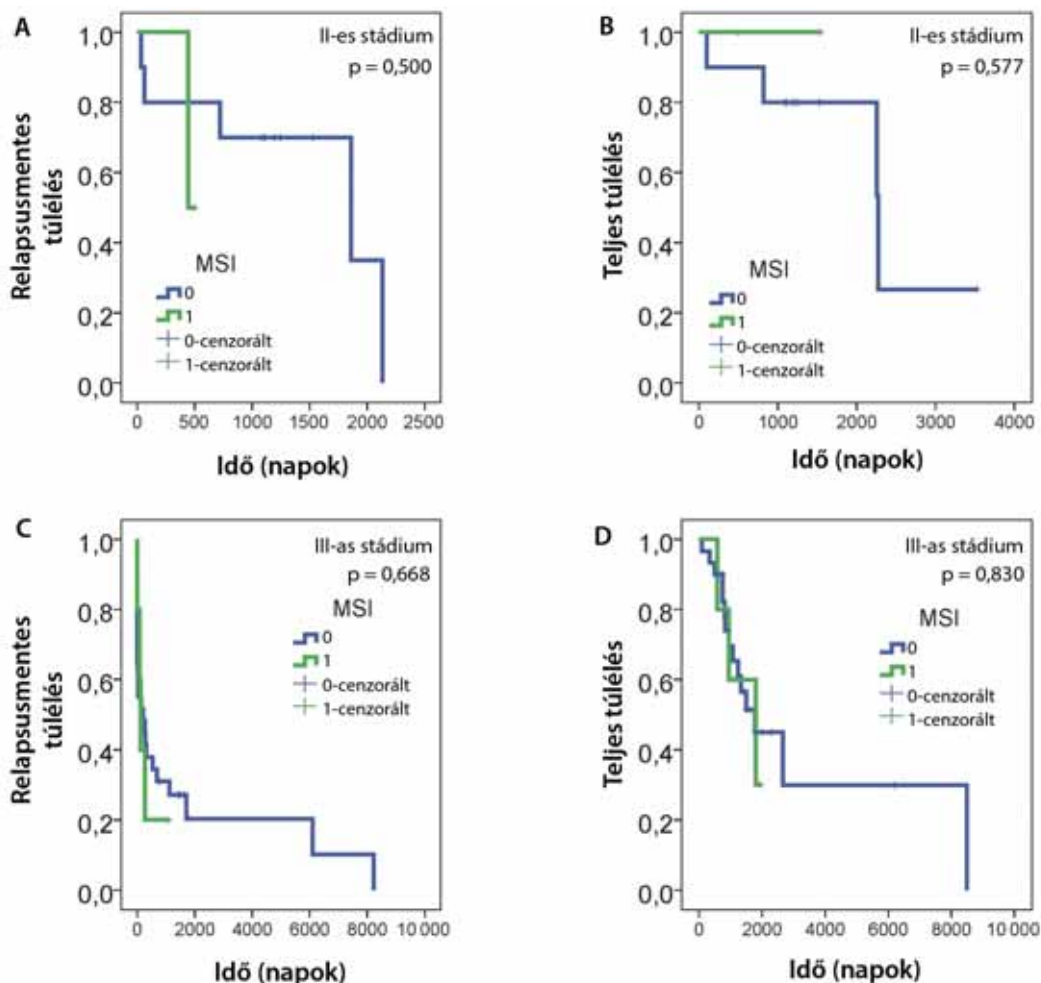 A
II-es stádium
p = 0,500
Relapsusmentes
túlélés
1,0
0,8
0,6
0,4
0,2
0,0
MSI
0
1
0-cenzorált
1-cenzorált
0 500 1000 1500 2000 2500
Idő (napok)
B
II-es stádium
p = 0,577
Teljes túlélés
1,0
0,8
0,6
0,4
0,2
0,0
MSI
0
1
0-cenzorált
1-cenzorált
0 1000 2000 3000 4000
Idő (napok)
C
III-as stádium
p = 0,668
Relapsusmentes
túlélés
1,0
0,8
0,6
0,4
0,2
0,0
MSI
0
1
0-cenzorált
1-cenzorált
0 2000 4000 6000 8000 10 000
Idő (napok)
D
III-as stádium
p = 0,830
Teljes túlélés
1,0
0,8
0,6
0,4
0,2
0,0
MSI
0
1
0-cenzorált
1-cenzorált
0 2000 4000 6000 8000 10 000
Idő (napok)